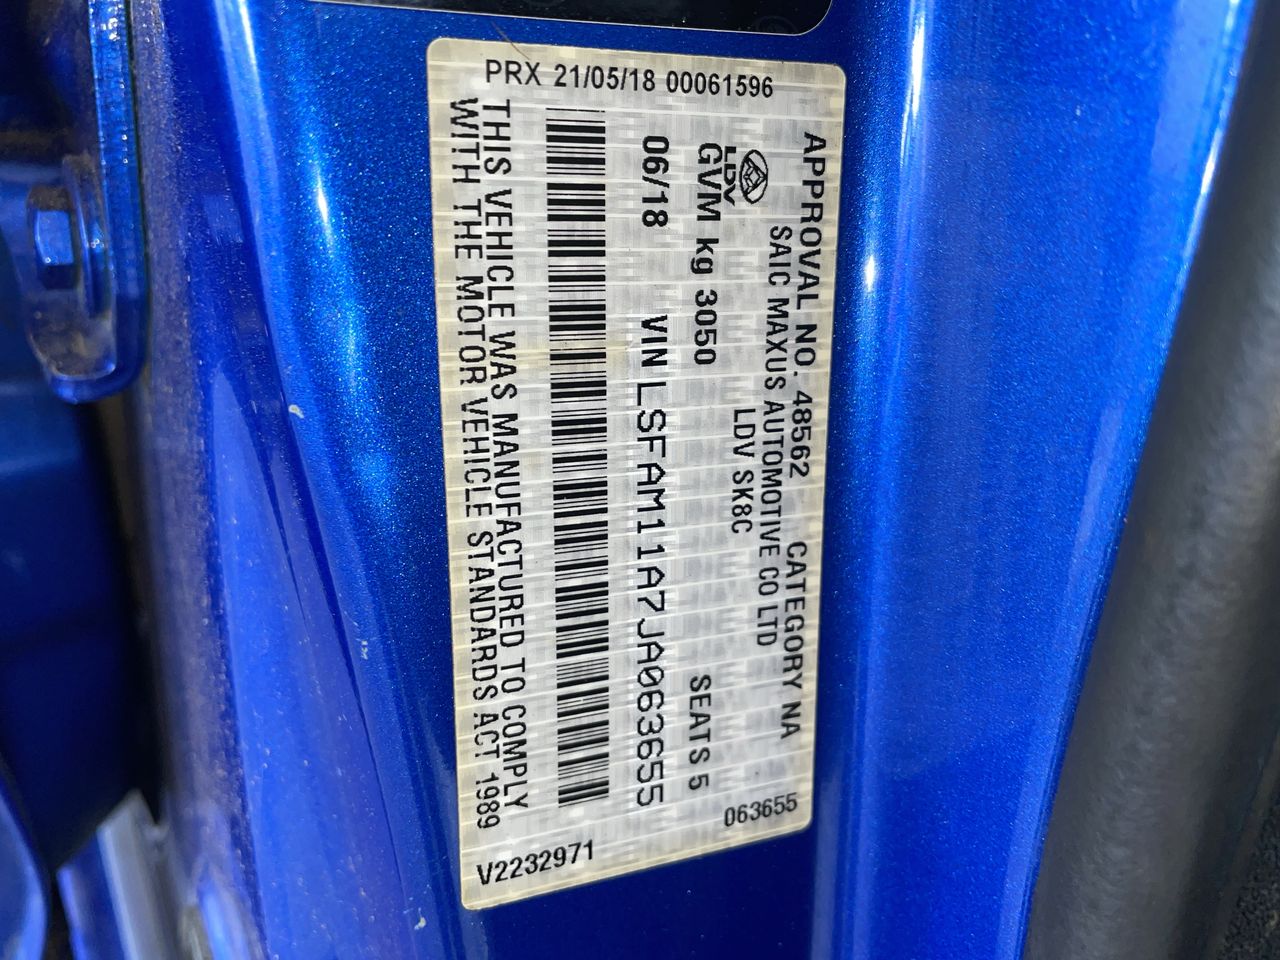 PRX 21/05/18 00061596
APPROVAL NO. 48562 CATEGORY NA
SAIC MAXUS AUTOMOTIVE CO LTD
LDV
LDV SK8C
GVM kg 3050 SEATS 5
06/18 VIN LSFAM11A7JA063655
THIS VEHICLE WAS MANUFACTURED TO COMPLY
WITH THE MOTOR VEHICLE STANDARDS ACT 1989
V2232971 063655